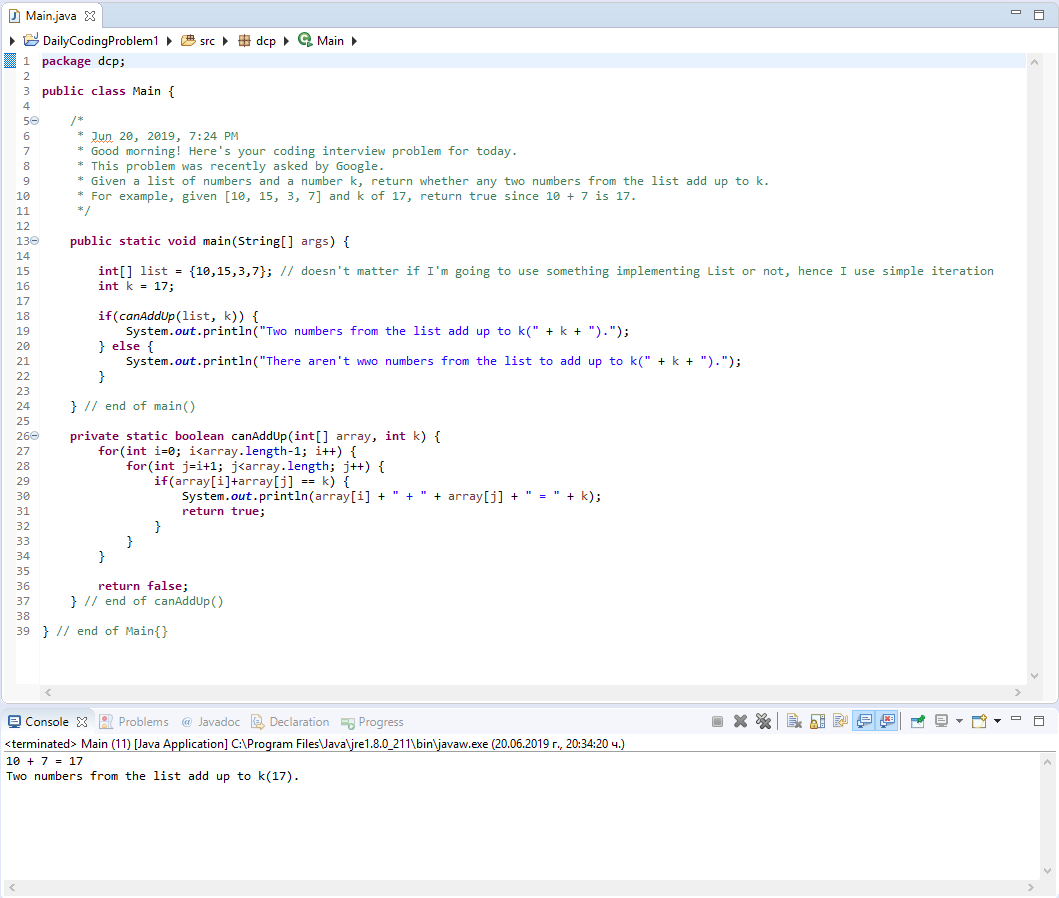 Main.java
DailyCodingProblem1 src dcp Main
1 package dcp;
2
3 public class Main {
4
5 /*
6 * Jun 20, 2019, 7:24 PM
7 * Good morning! Here's your coding interview problem for today.
8 * This problem was recently asked by Google.
9 * Given a list of numbers and a number k, return whether any two numbers from the list add up to k.
10 * For example, given [10, 15, 3, 7] and k of 17, return true since 10 + 7 is 17.
11 */
12
13 public static void main(String[] args) {
14
15 int[] list = {10,15,3,7}; // doesn't matter if I'm going to use something implementing List or not, hence I use simple iteration
16 int k = 17;
17
18 if(canAddUp(list, k)) {
19 System.out.println("Two numbers from the list add up to k(" + k + ").");
20 } else {
21 System.out.println("There aren't wwo numbers from the list to add up to k(" + k + ").");
22 }
23
24 } // end of main()
25
26 private static boolean canAddUp(int[] array, int k) {
27 for(int i=0; i<array.length-1; i++) {
28 for(int j=i+1; j<array.length; j++) {
29 if(array[i]+array[j] == k) {
30 System.out.println(array[i] + " + " + array[j] + " = " + k);
31 return true;
32 }
33 }
34 }
35
36 return false;
37 } // end of canAddUp()
38
39 } // end of Main{}
Console Problems @ Javadoc Declaration Progress
<terminated> Main (11) [Java Application] C:\Program Files\Java\jre1.8.0_211\bin\javaw.exe (20.06.2019 г., 20:34:20 ч.)
10 + 7 = 17
Two numbers from the list add up to k(17).